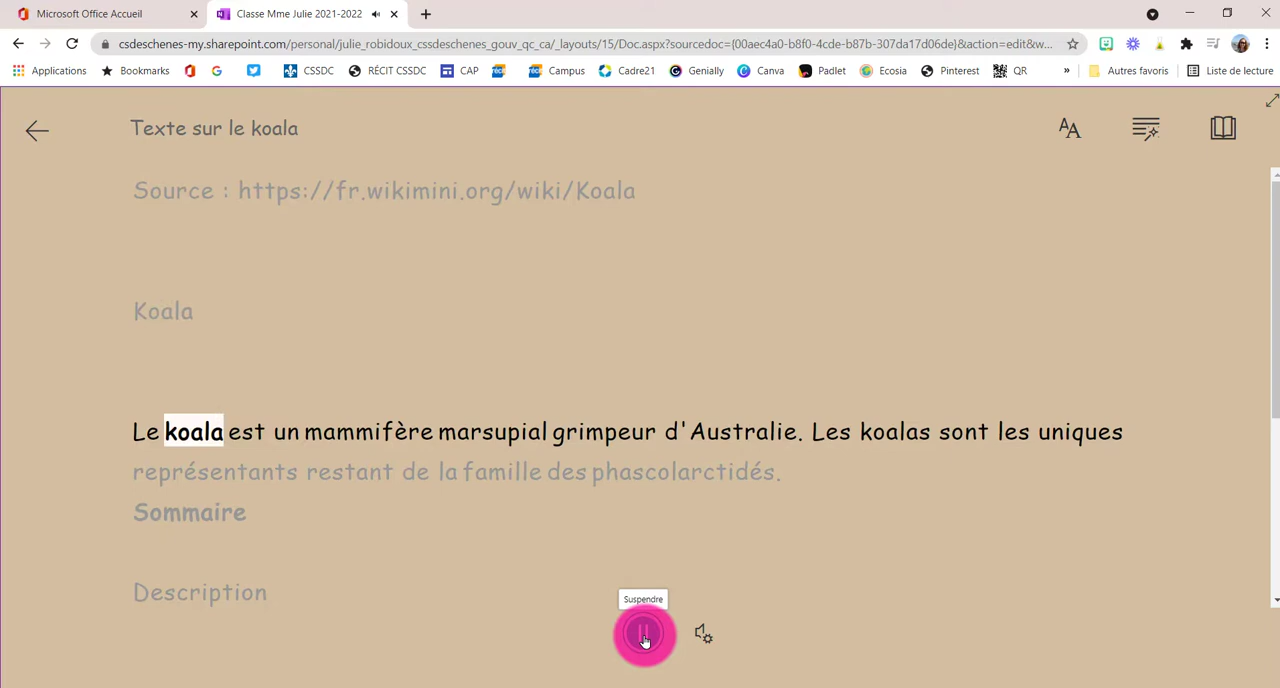 Microsoft Office Accueil
Classe Mme Julie 2021-2022
csdeschenes-my.sharepoint.com/personal/julie_robidoux_csdeschenes_gouv_qc_ca/_layouts/15/Doc.aspx?sourcedoc={00aec4a0-b8f0-4cde-b87b-307da17d06de}&action=edit&w...
Applications Bookmarks CSSDC RÉCIT CSSDC CAP Campus Cadre21 Genially Canva Padlet Ecosia Pinterest QR » Autres favoris Liste de lecture
Texte sur le koala
Source : https://fr.wikimini.org/wiki/Koala
Koala
Le koala est un mammifère marsupial grimpeur d'Australie. Les koalas sont les uniques
représentants restant de la famille des phascolarctidés.
Sommaire
Description
Suspendre